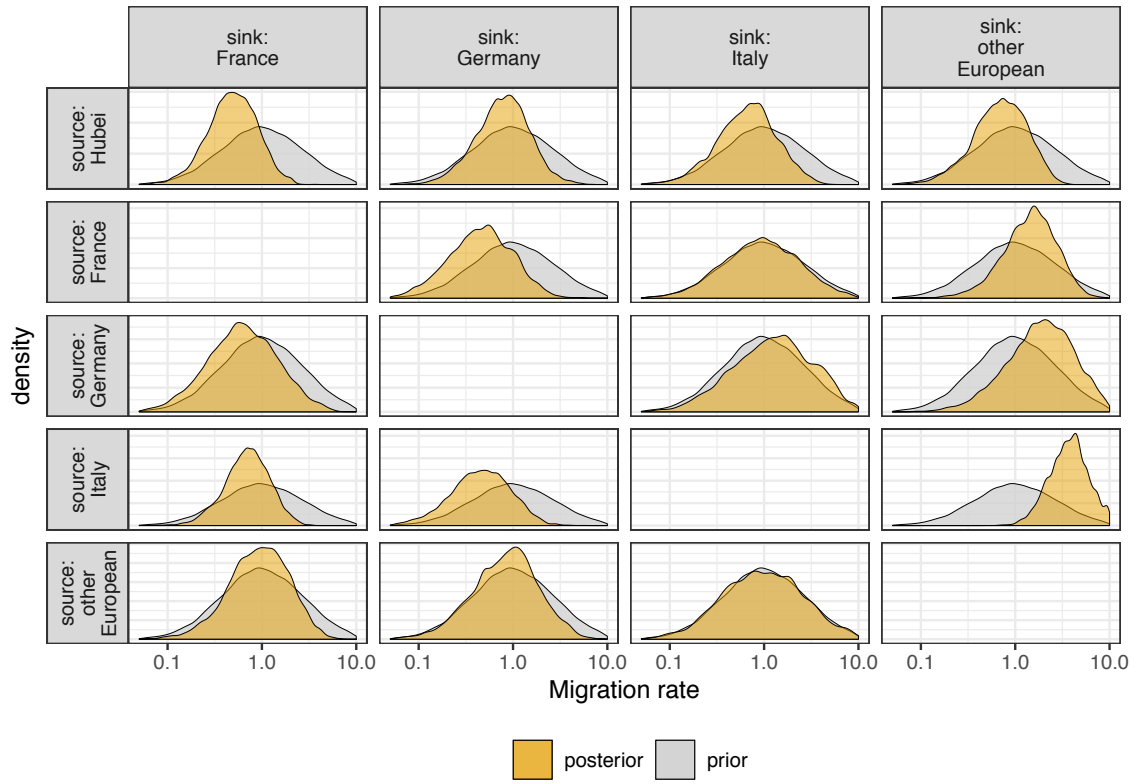 sink:
France
sink:
Germany
sink:
Italy
sink:
other
European
source:
Hubei
source:
France
source:
Germany
source:
Italy
source:
other
European
density
0.1 1.0 10.0 0.1 1.0 10.0 0.1 1.0 10.0 0.1 1.0 10.0
Migration rate
posterior prior